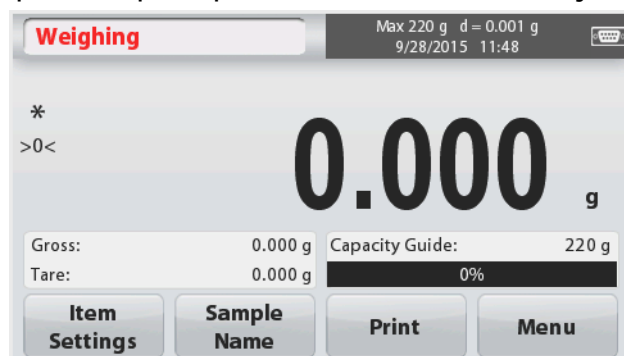 Weighing
Max 220 g d = 0.001 g
9/28/2015 11:48
*
>0<
0.000 g
Gross: 0.000 g
Tare: 0.000 g
Capacity Guide: 220 g
0%
Item
Settings
Sample
Name
Print
Menu